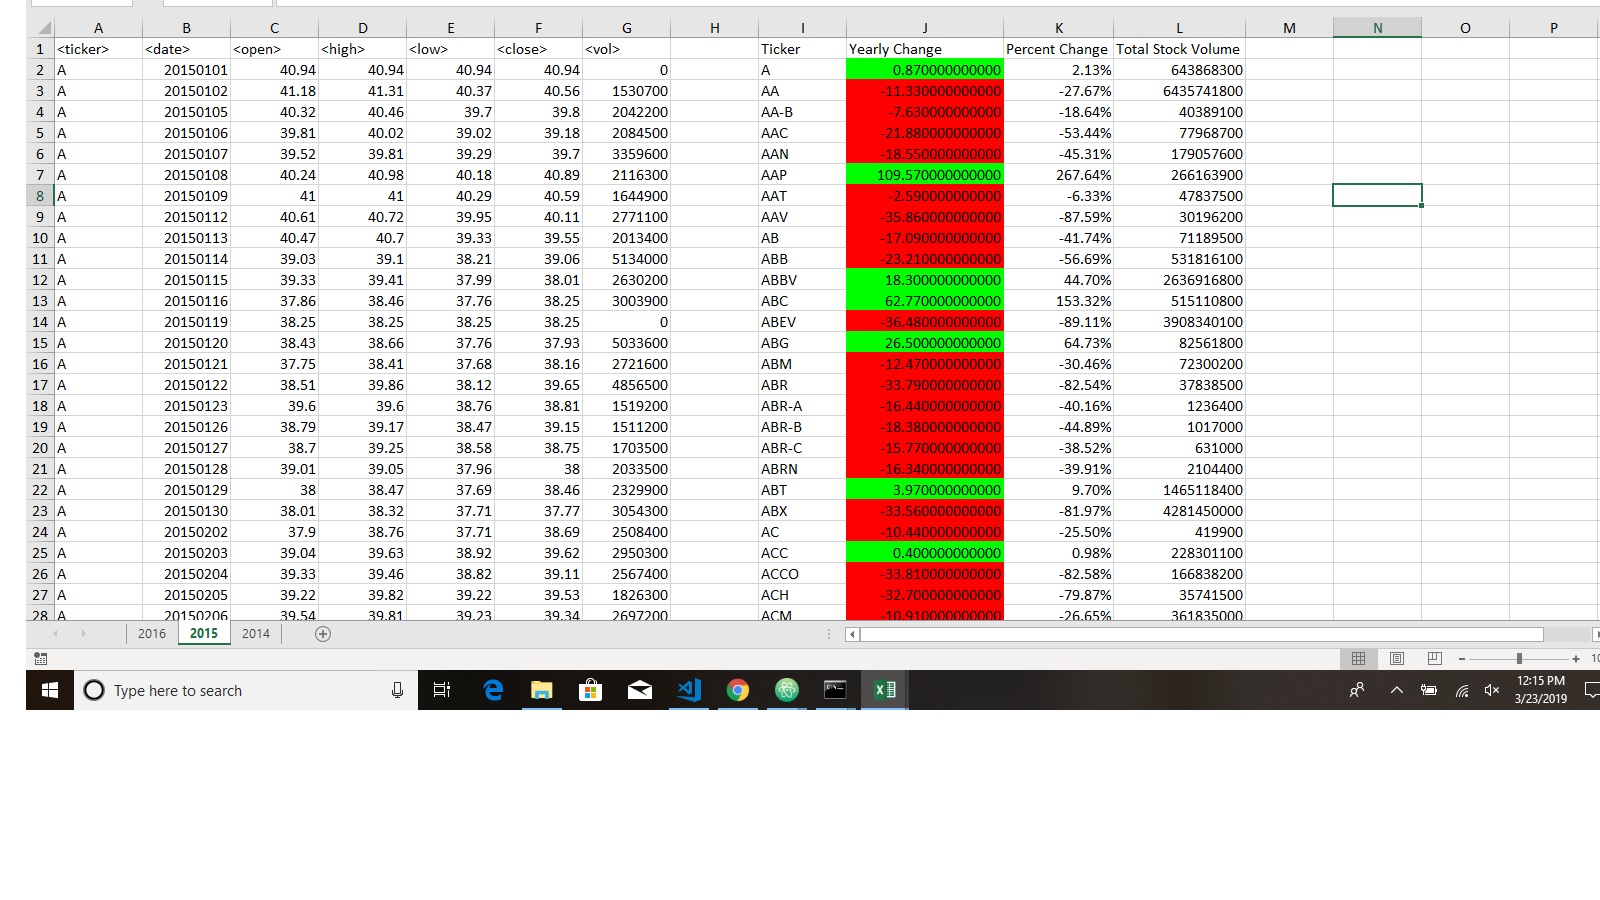 A B C D E F G H I J K L M N O P
1 <ticker> <date> <open> <high> <low> <close> <vol> Ticker Yearly Change Percent Change Total Stock Volume
2 A 20150101 40.94 40.94 40.94 40.94 0 A 0.870000000000 2.13% 643868300
3 A 20150102 41.18 41.31 40.37 40.56 1530700 AA -11.330000000000 -27.67% 6435741800
4 A 20150105 40.32 40.46 39.7 39.8 2042200 AA-B -7.630000000000 -18.64% 40389100
5 A 20150106 39.81 40.02 39.02 39.18 2084500 AAC -21.880000000000 -53.44% 77968700
6 A 20150107 39.52 39.81 39.29 39.7 3359600 AAN -18.550000000000 -45.31% 179057600
7 A 20150108 40.24 40.98 40.18 40.89 2116300 AAP 109.570000000000 267.64% 266163900
8 A 20150109 41 41 40.29 40.59 1644900 AAT -2.590000000000 -6.33% 47837500
9 A 20150112 40.61 40.72 39.95 40.11 2771100 AAV -35.860000000000 -87.59% 30196200
10 A 20150113 40.47 40.7 39.33 39.55 2013400 AB -17.090000000000 -41.74% 71189500
11 A 20150114 39.03 39.1 38.21 39.06 5134000 ABB -23.210000000000 -56.69% 531816100
12 A 20150115 39.33 39.41 37.99 38.01 2630200 ABBV 18.300000000000 44.70% 2636916800
13 A 20150116 37.86 38.46 37.76 38.25 3003900 ABC 62.770000000000 153.32% 515110800
14 A 20150119 38.25 38.25 38.25 38.25 0 ABEV -36.480000000000 -89.11% 3908340100
15 A 20150120 38.43 38.66 37.76 37.93 5033600 ABG 26.500000000000 64.73% 82561800
16 A 20150121 37.75 38.41 37.68 38.16 2721600 ABM -12.470000000000 -30.46% 72300200
17 A 20150122 38.51 39.86 38.12 39.65 4856500 ABR -33.790000000000 -82.54% 37838500
18 A 20150123 39.6 39.6 38.76 38.81 1519200 ABR-A -16.440000000000 -40.16% 1236400
19 A 20150126 38.79 39.17 38.47 39.15 1511200 ABR-B -18.380000000000 -44.89% 1017000
20 A 20150127 38.7 39.25 38.58 38.75 1703500 ABR-C -15.770000000000 -38.52% 631000
21 A 20150128 39.01 39.05 37.96 38 2033500 ABRN -16.340000000000 -39.91% 2104400
22 A 20150129 38 38.47 37.69 38.46 2329900 ABT 3.970000000000 9.70% 1465118400
23 A 20150130 38.01 38.32 37.71 37.77 3054300 ABX -33.560000000000 -81.97% 4281450000
24 A 20150202 37.9 38.76 37.71 38.69 2508400 AC -10.440000000000 -25.50% 419900
25 A 20150203 39.04 39.63 38.92 39.62 2950300 ACC 0.400000000000 0.98% 228301100
26 A 20150204 39.33 39.46 38.82 39.11 2567400 ACCO -33.810000000000 -82.58% 166838200
27 A 20150205 39.22 39.82 39.22 39.53 1826300 ACH -32.700000000000 -79.87% 35741500
28 A 20150206 39.54 39.81 39.23 39.34 2697200 ACM -10.910000000000 -26.65% 361835000
2016 2015 2014
Type here to search
12:15 PM
3/23/2019